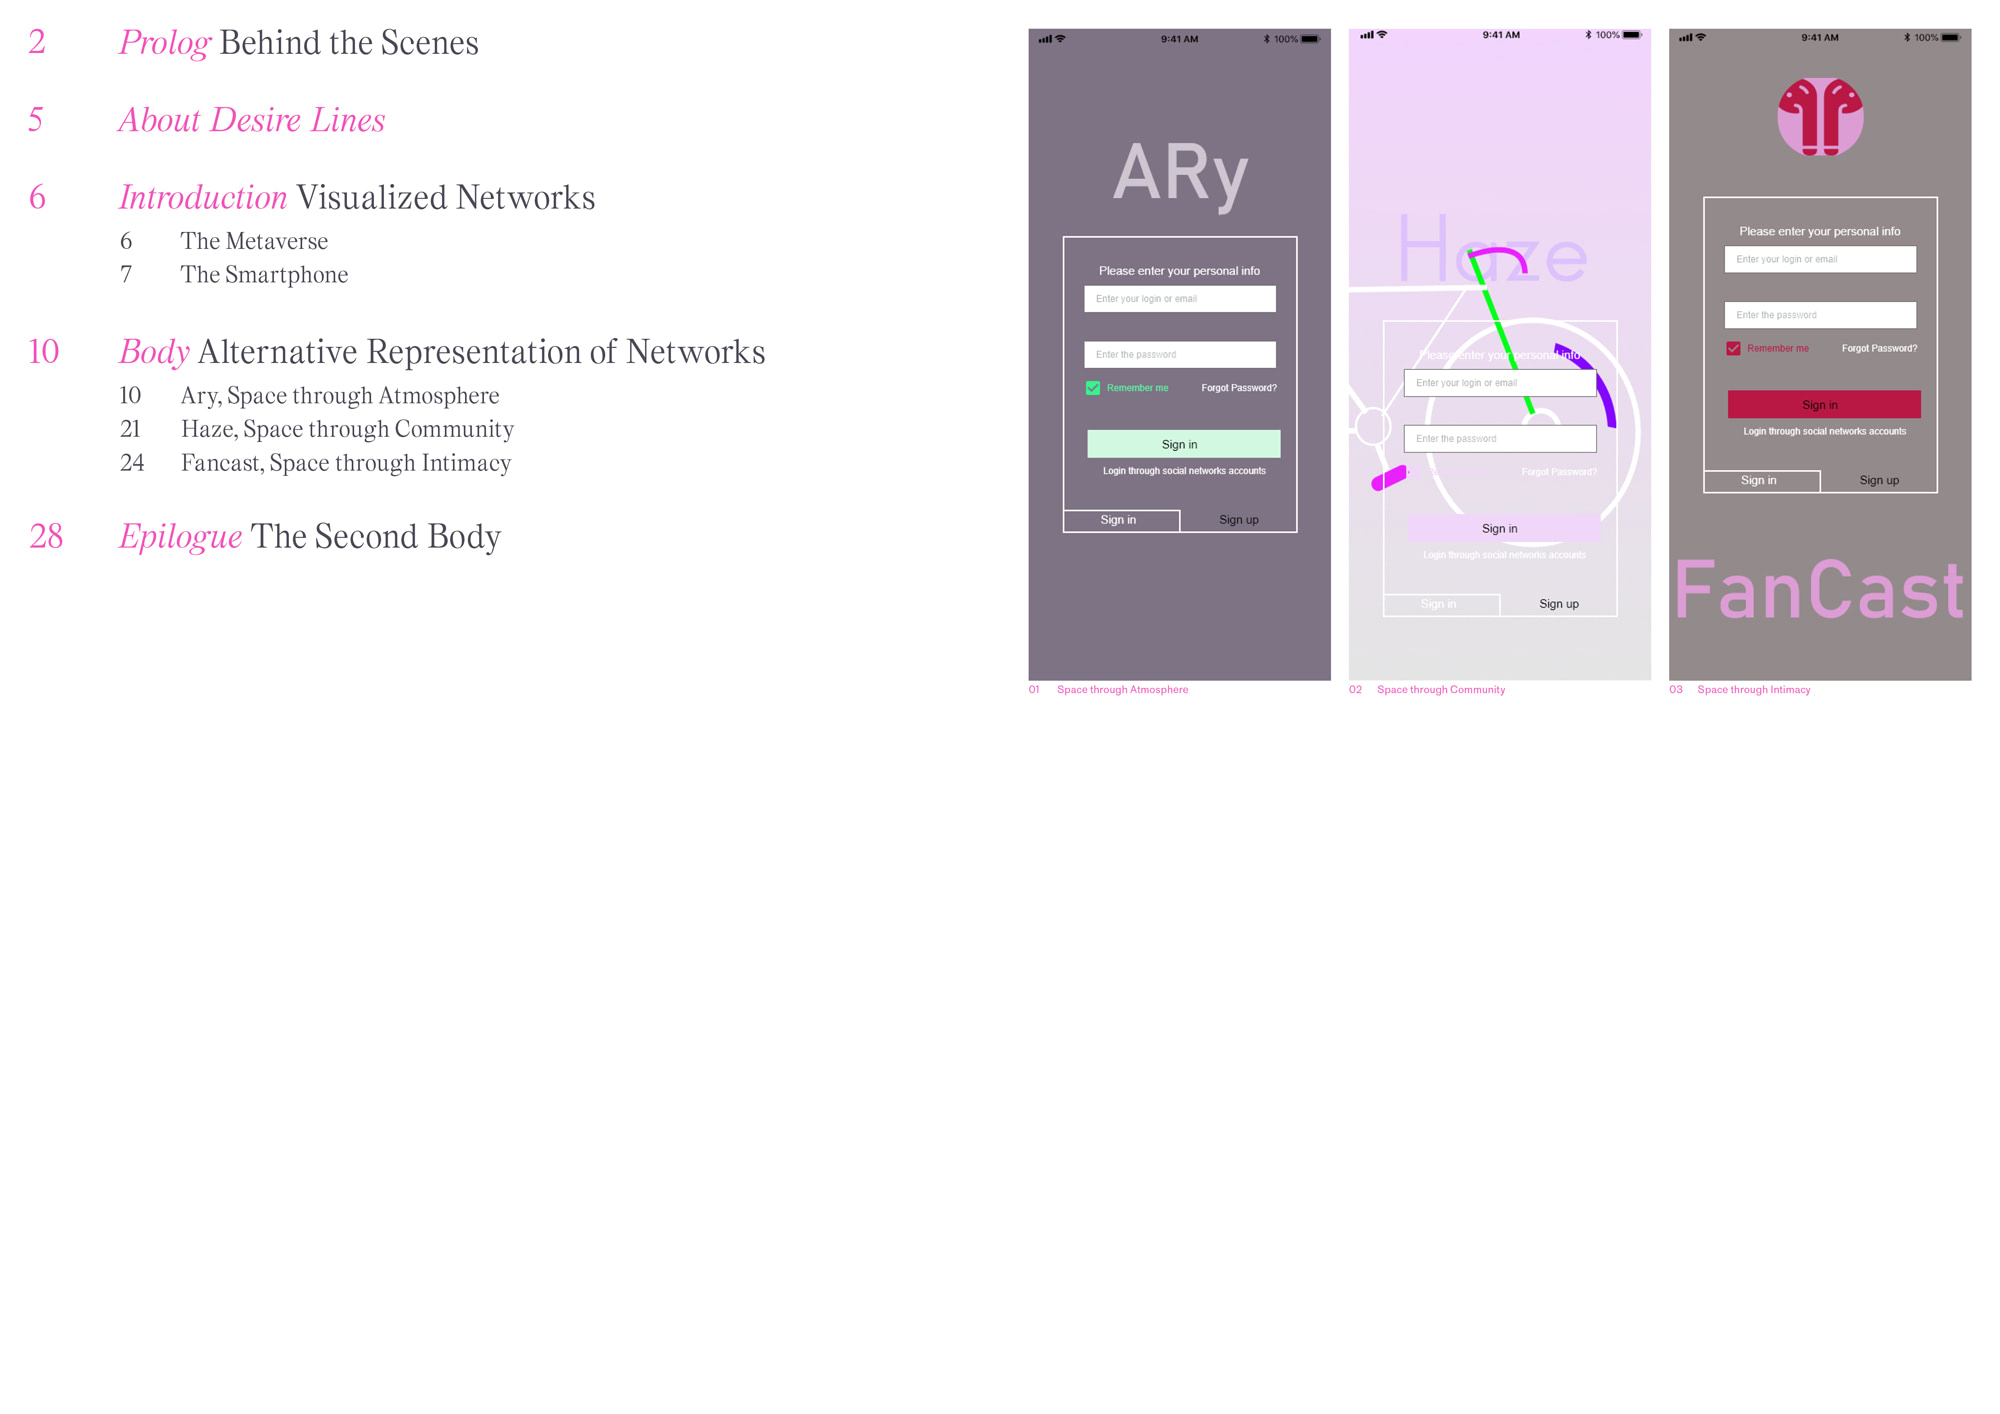 2 Prolog Behind the Scenes
5 About Desire Lines
6 Introduction Visualized Networks
6 The Metaverse
7 The Smartphone
10 Body Alternative Representation of Networks
10 Ary, Space through Atmosphere
21 Haze, Space through Community
24 Fancast, Space through Intimacy
28 Epilogue The Second Body
9:41 AM 100%
ARy
Please enter your personal info
Enter your login or email
Enter the password
Remember me Forgot Password?
Sign in
Login through social networks accounts
Sign in Sign up
01 Space through Atmosphere
9:41 AM 100%
Haze
Please enter your personal info
Enter your login or email
Enter the password
Forgot Password?
Sign in
Login through social networks accounts
Sign in Sign up
02 Space through Community
9:41 AM 100%
Please enter your personal info
Enter your login or email
Enter the password
Remember me Forgot Password?
Sign in
Login through social networks accounts
Sign in Sign up
FanCast
03 Space through Intimacy